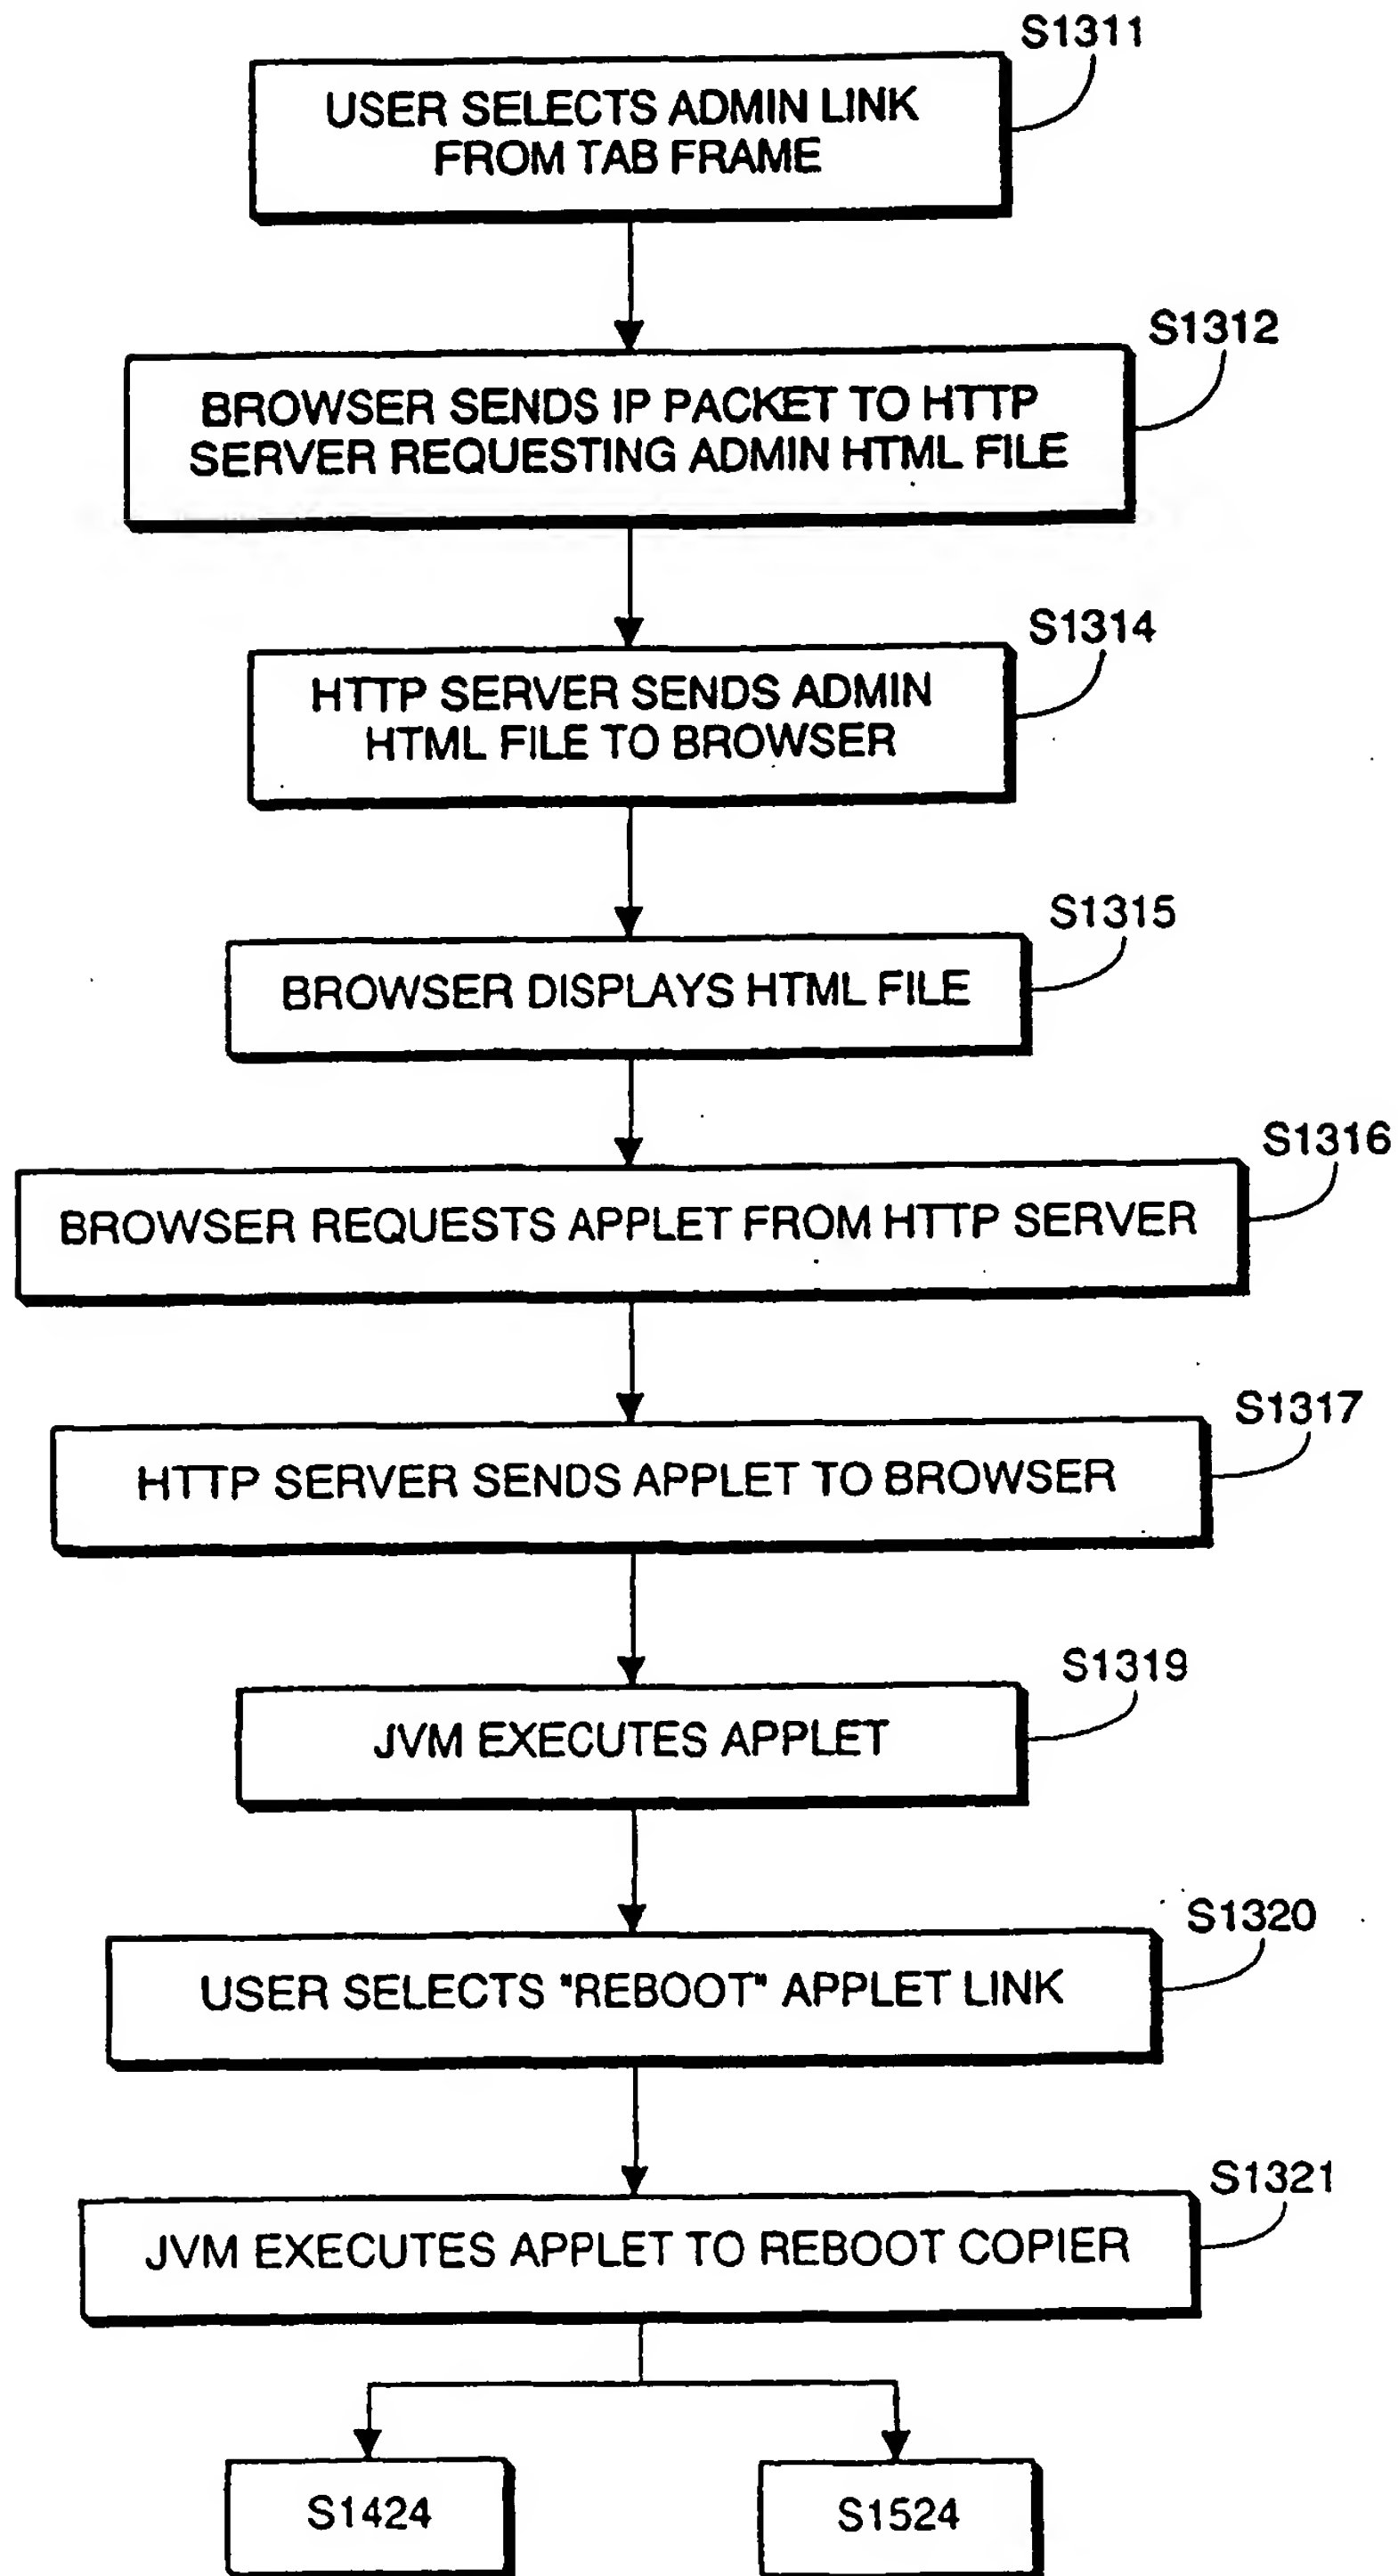 S1311
USER SELECTS ADMIN LINK
FROM TAB FRAME
S1312
BROWSER SENDS IP PACKET TO HTTP
SERVER REQUESTING ADMIN HTML FILE
S1314
HTTP SERVER SENDS ADMIN
HTML FILE TO BROWSER
S1315
BROWSER DISPLAYS HTML FILE
S1316
BROWSER REQUESTS APPLET FROM HTTP SERVER
S1317
HTTP SERVER SENDS APPLET TO BROWSER
S1319
JVM EXECUTES APPLET
S1320
USER SELECTS "REBOOT" APPLET LINK
S1321
JVM EXECUTES APPLET TO REBOOT COPIER
S1424
S1524